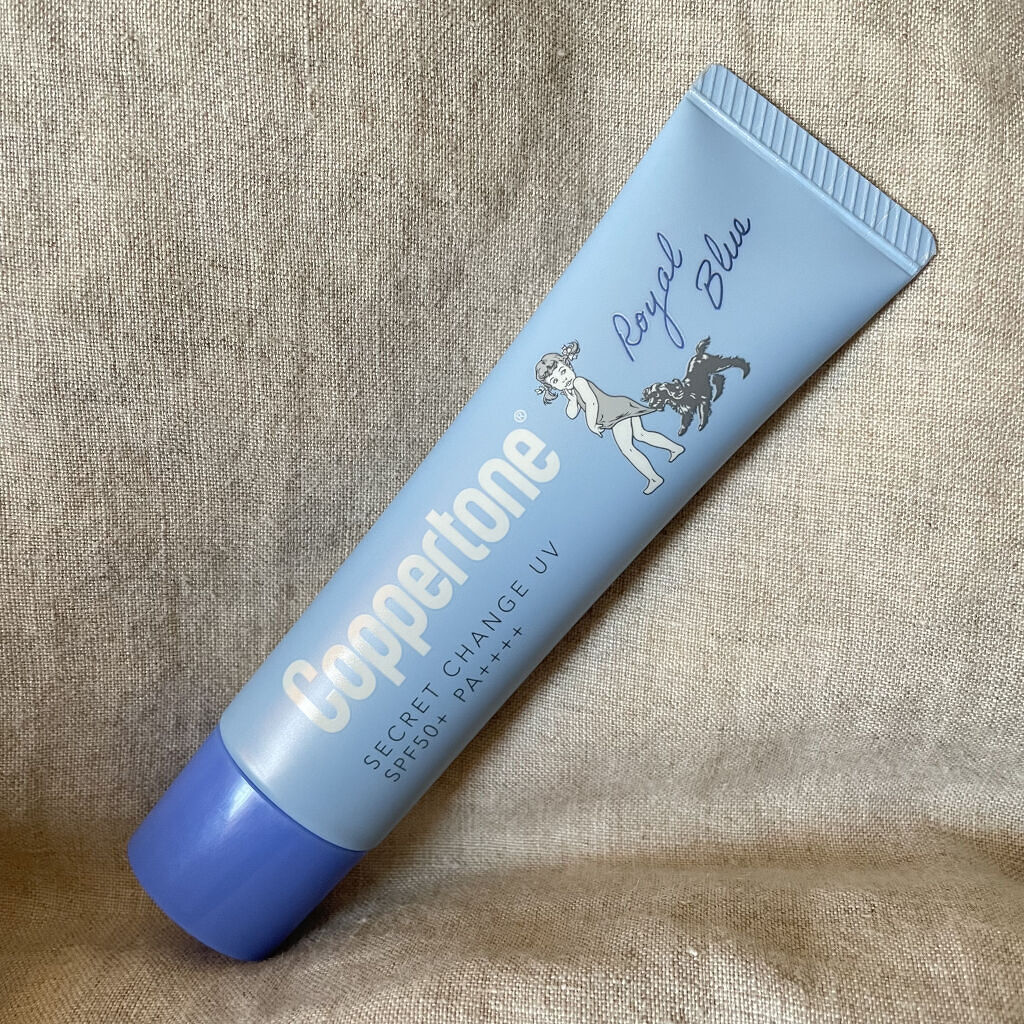 Royal
Blue
Coppertone®
SECRET CHANGE UV
SPF50+ PA++++